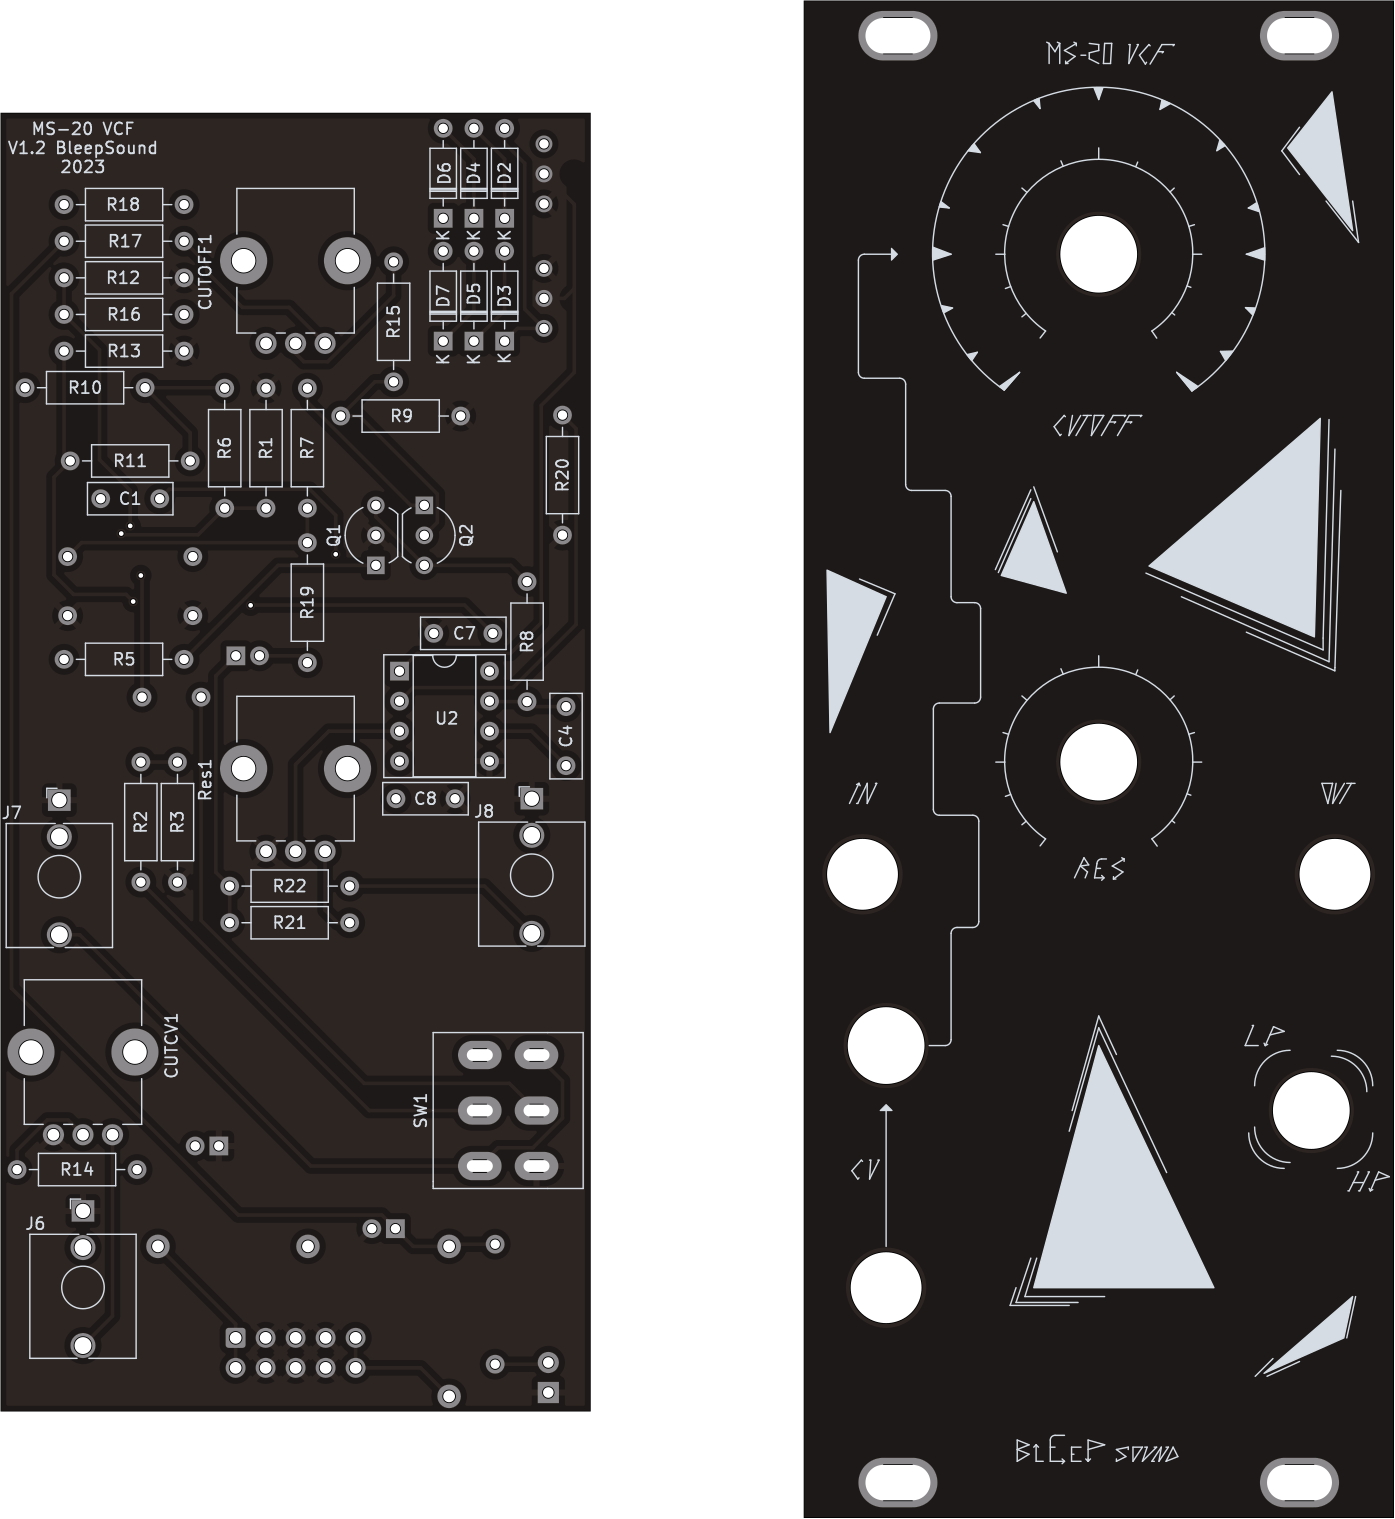 MS-20 VCF
V1.2 BleepSound
2023
R18
R17
R12
R16
R13
R10
CUTOFF1
R15
D6
D4
D2
K
K
K
D7
D5
D3
K
K
K
R6
R1
R7
R9
R20
R11
C1
Q1
Q2
R19
R5
C7
R8
U2
C4
C8
Res1
J7
R2
R3
J8
R22
R21
CUTCV1
SW1
R14
J6
MS-20 VCF
CUTOFF
IN
OUT
RES
LP
HP
CV
BLEEP SOUND